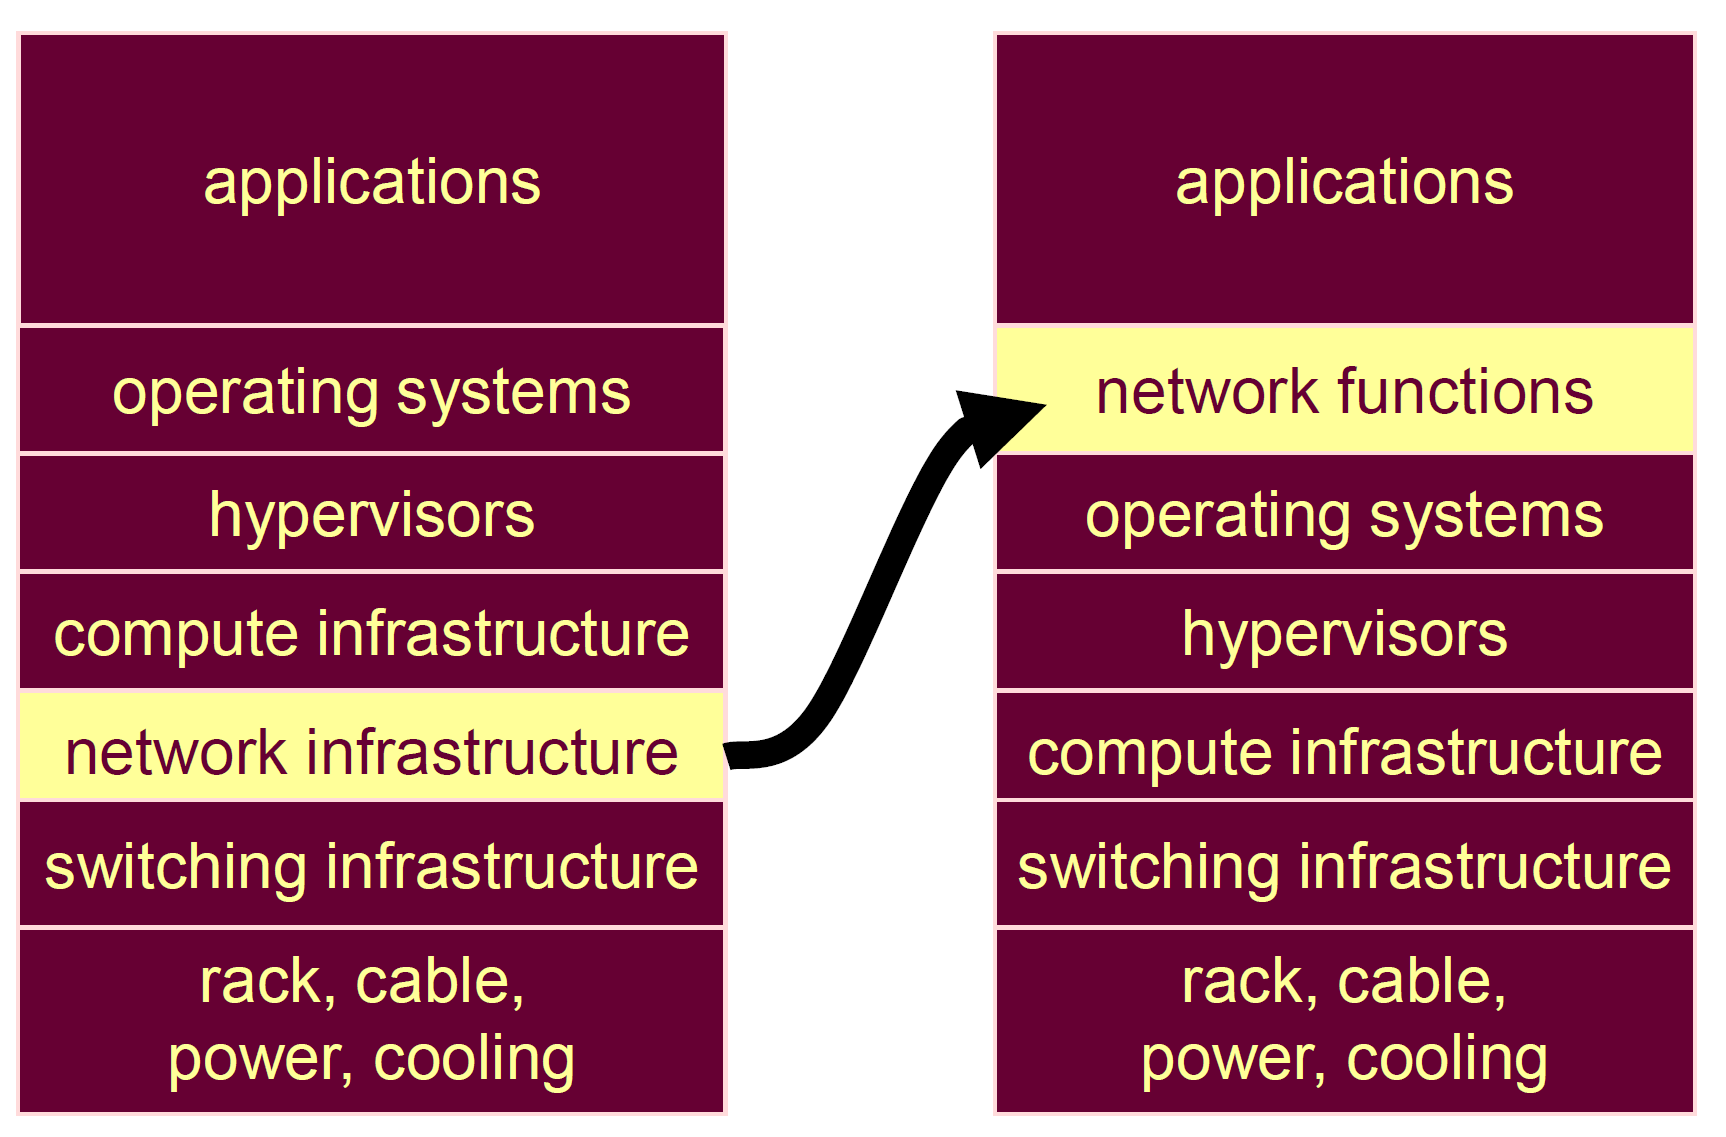 applications
operating systems
hypervisors
compute infrastructure
network infrastructure
switching infrastructure
rack, cable,
power, cooling
applications
network functions
operating systems
hypervisors
compute infrastructure
switching infrastructure
rack, cable,
power, cooling